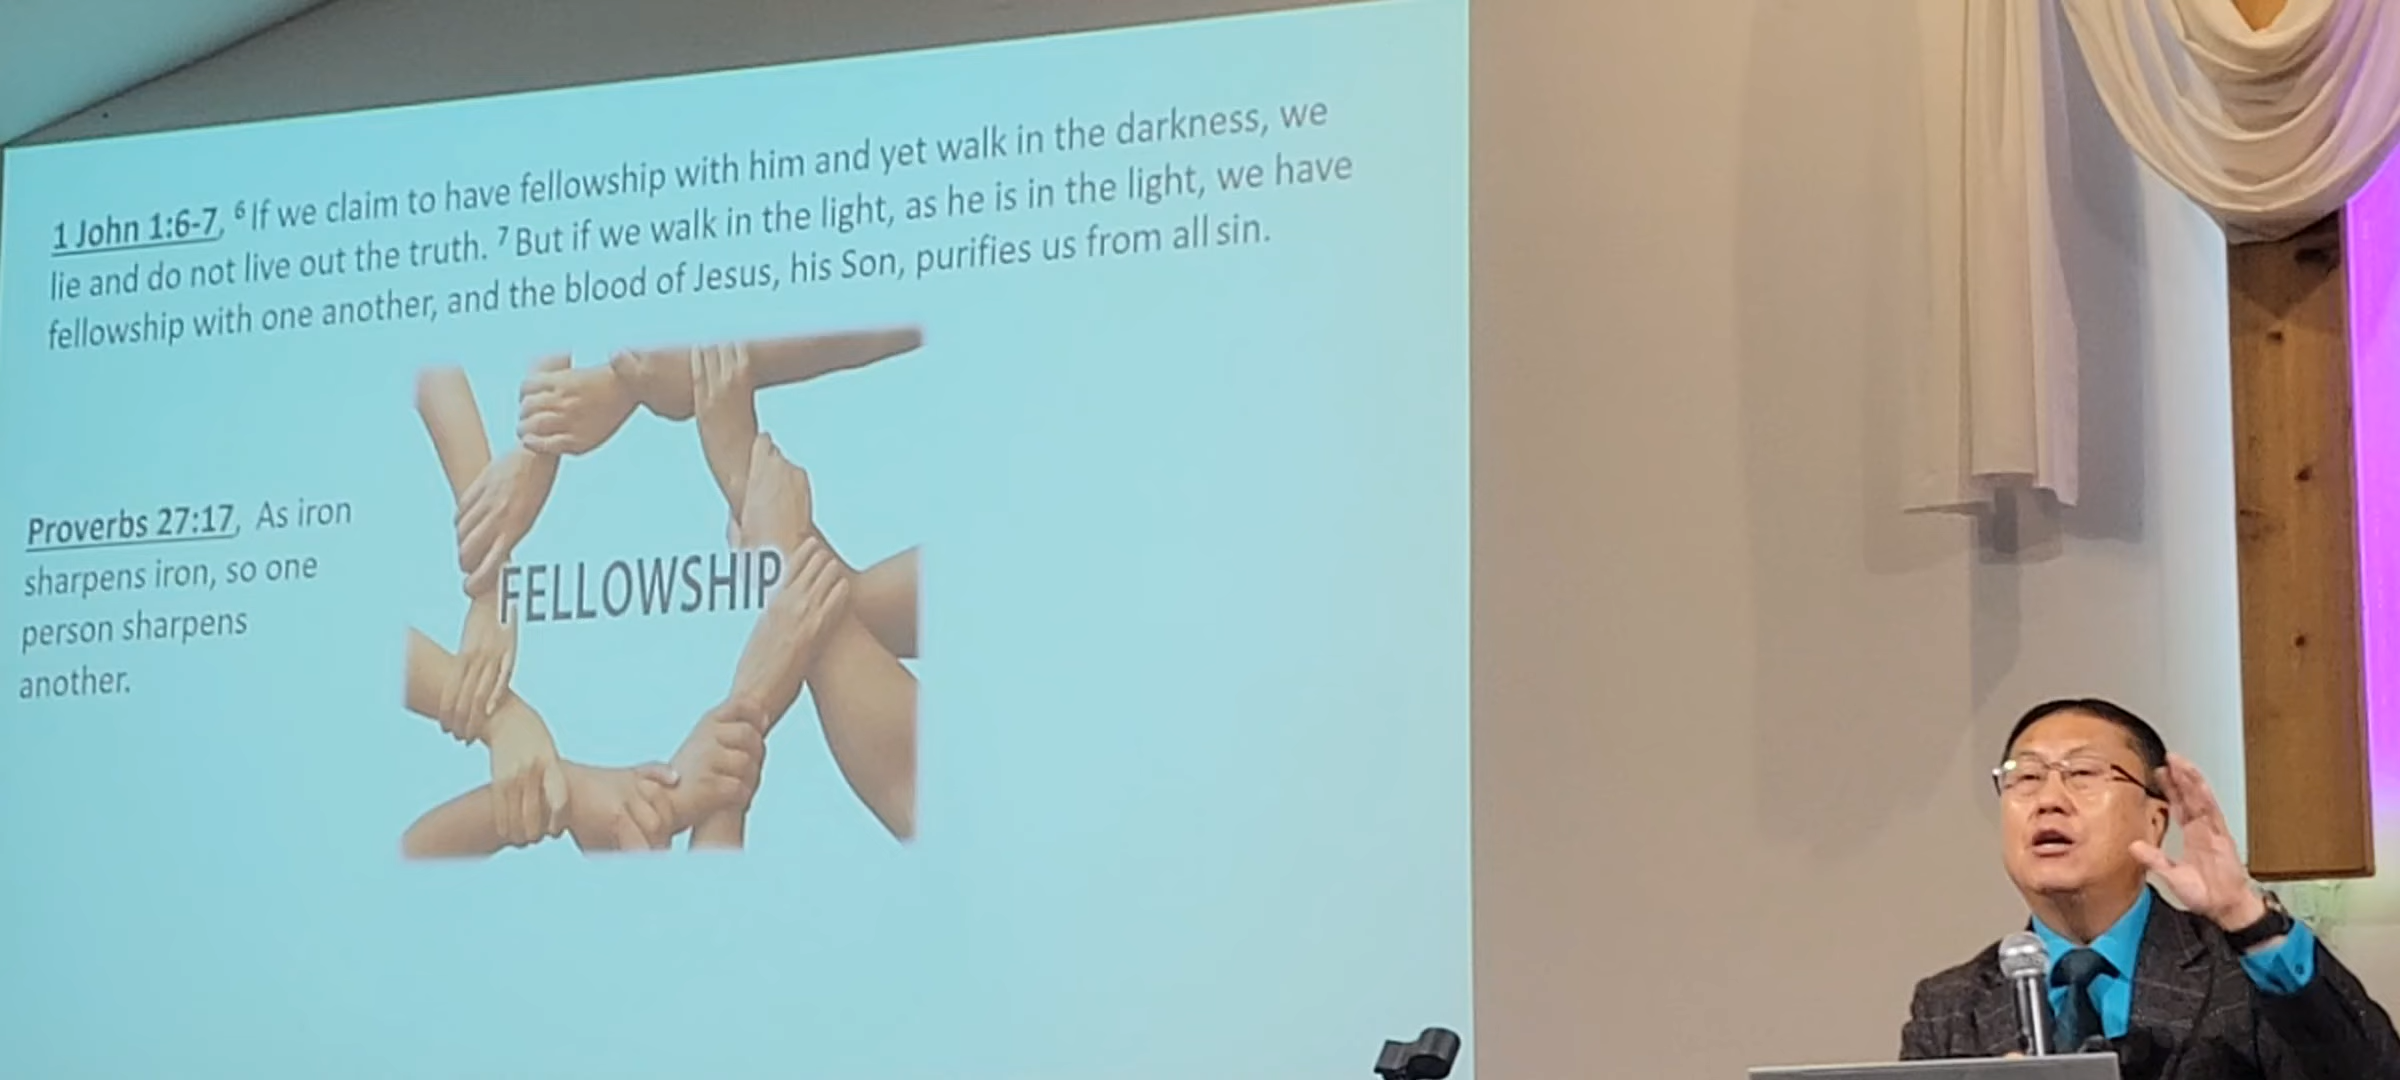 1 John 1:6-7, ⁶ If we claim to have fellowship with him and yet walk in the darkness, we
lie and do not live out the truth. ⁷ But if we walk in the light, as he is in the light, we have
fellowship with one another, and the blood of Jesus, his Son, purifies us from all sin.
Proverbs 27:17, As iron
sharpens iron, so one
person sharpens
another.
FELLOWSHIP